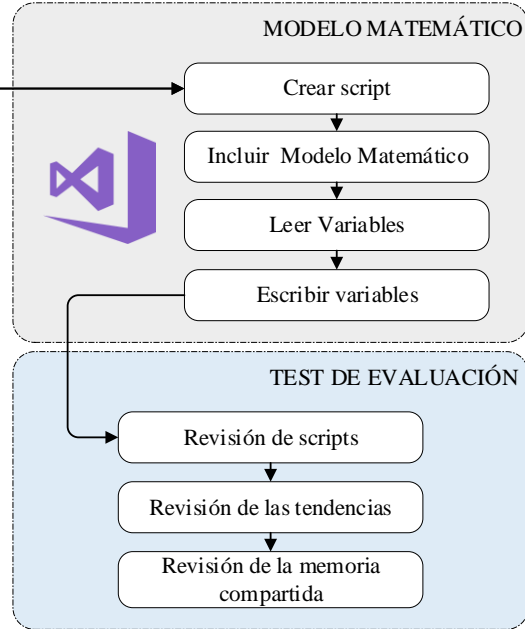 MODELO MATEMÁTICO
Crear script
Incluir Modelo Matemático
Leer Variables
Escribir variables
TEST DE EVALUACIÓN
Revisión de scripts
Revisión de las tendencias
Revisión de la memoria
compartida